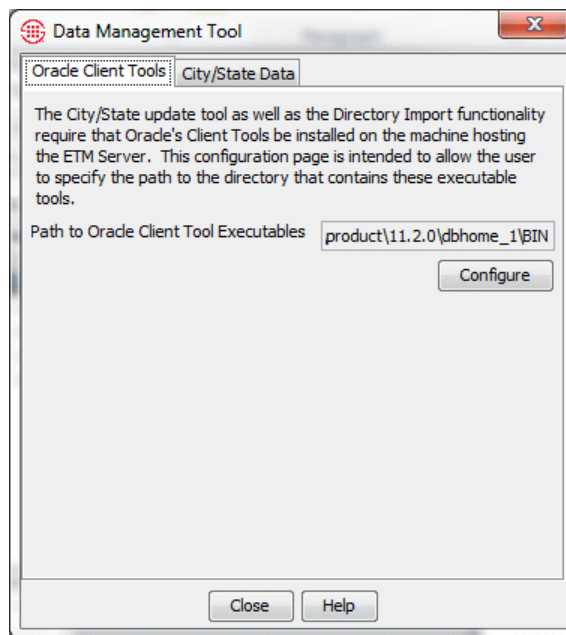 Data Management Tool
Oracle Client Tools City/State Data
The City/State update tool as well as the Directory Import functionality
require that Oracle's Client Tools be installed on the machine hosting
the ETM Server. This configuration page is intended to allow the user
to specify the path to the directory that contains these executable
tools.
Path to Oracle Client Tool Executables product\11.2.0\dbhome_1\BIN
Configure
Close Help